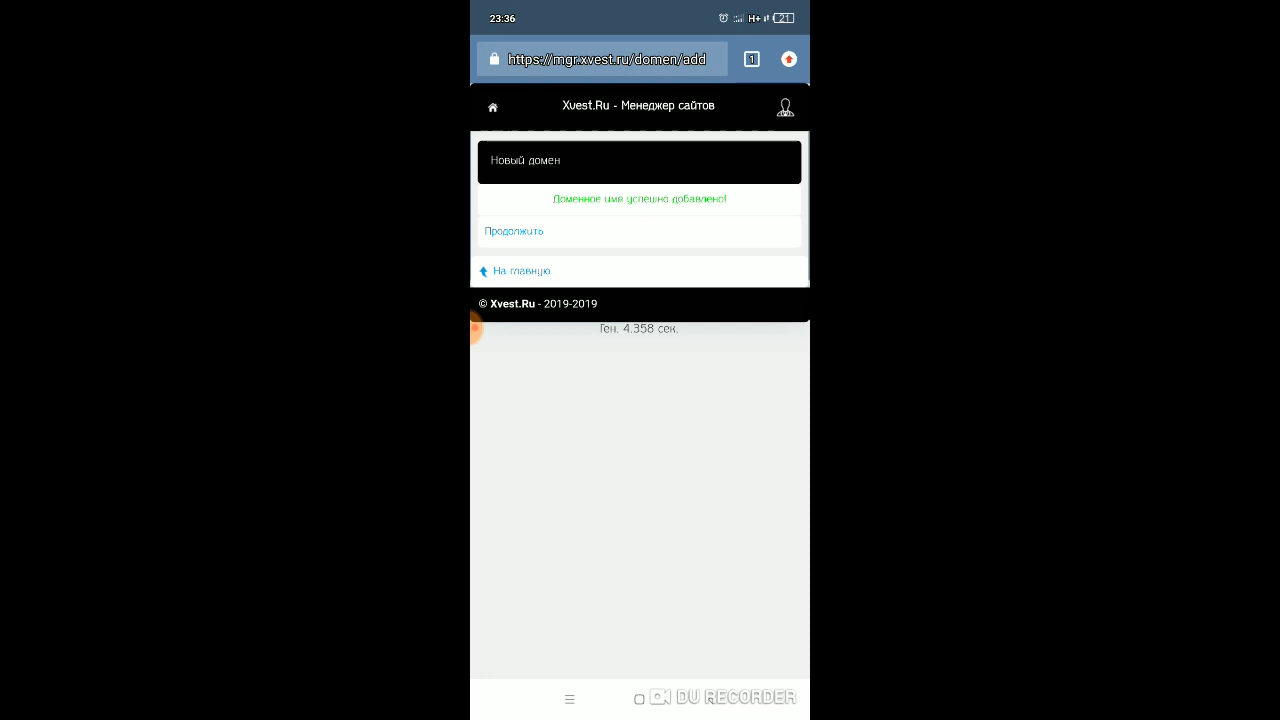 23:36
H+ 21
https://mgr.xvest.ru/domen/add
1
Xvest.Ru - Менеджер сайтов
Новый домен
Доменное имя успешно добавлено!
Продолжить
На главную
© Xvest.Ru - 2019-2019
Ген. 4.358 сек.
DU RECORDER